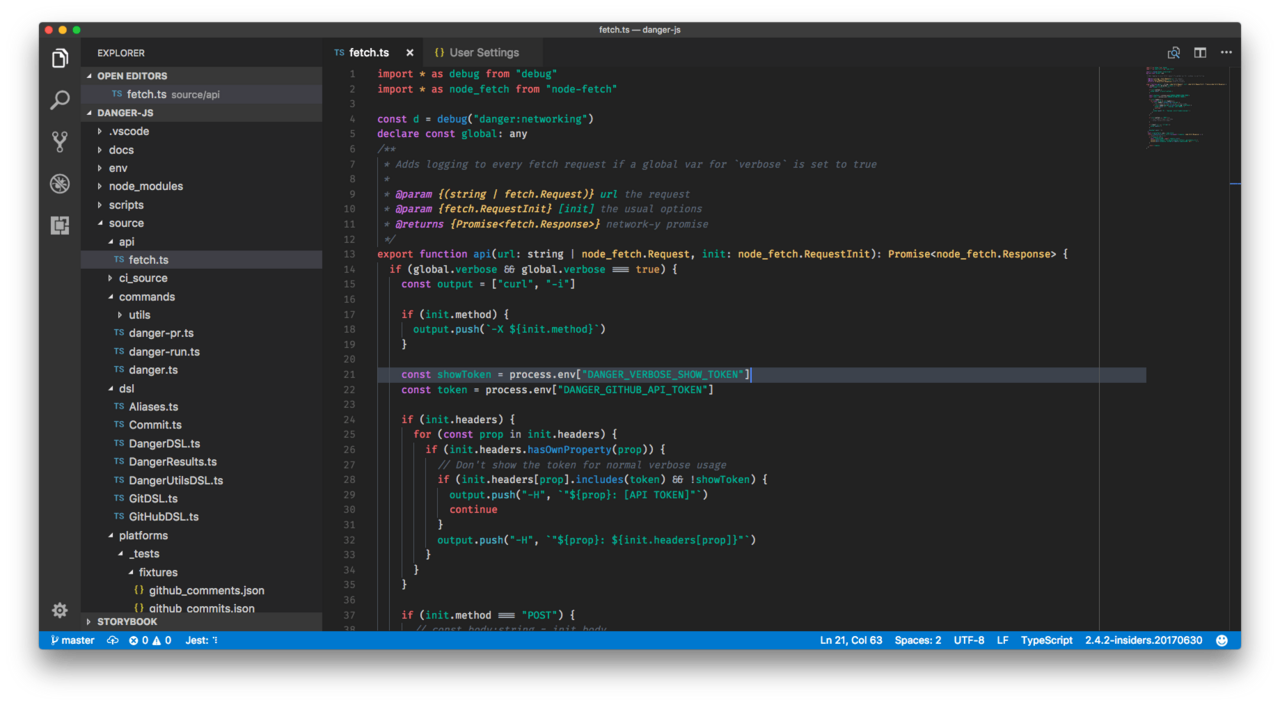 fetch.ts — danger-js
EXPLORER
OPEN EDITORS
TS fetch.ts source/api
DANGER-JS
.vscode
docs
env
node_modules
scripts
source
api
TS fetch.ts
ci_source
commands
utils
TS danger-pr.ts
TS danger-run.ts
TS danger.ts
dsl
TS Aliases.ts
TS Commit.ts
TS DangerDSL.ts
TS DangerResults.ts
TS DangerUtilsDSL.ts
TS GitDSL.ts
TS GitHubDSL.ts
platforms
_tests
fixtures
{} github_comments.json
{} github_commits.json
STORYBOOK
TS fetch.ts ×
{} User Settings
1 import * as debug from "debug"
2 import * as node_fetch from "node-fetch"
3
4 const d = debug("danger:networking")
5 declare const global: any
6 /**
7 * Adds logging to every fetch request if a global var for `verbose` is set to true
8 *
9 * @param {(string | fetch.Request)} url the request
10 * @param {fetch.RequestInit} [init] the usual options
11 * @returns {Promise<fetch.Response>} network-y promise
12 */
13 export function api(url: string | node_fetch.Request, init: node_fetch.RequestInit): Promise<node_fetch.Response> {
14 if (global.verbose && global.verbose === true) {
15 const output = ["curl", "-i"]
16
17 if (init.method) {
18 output.push(`-X ${init.method}`)
19 }
20
21 const showToken = process.env["DANGER_VERBOSE_SHOW_TOKEN"]
22 const token = process.env["DANGER_GITHUB_API_TOKEN"]
23
24 if (init.headers) {
25 for (const prop in init.headers) {
26 if (init.headers.hasOwnProperty(prop)) {
27 // Don't show the token for normal verbose usage
28 if (init.headers[prop].includes(token) && !showToken) {
29 output.push("-H", `"${prop}: [API TOKEN]"`)
30 continue
31 }
32 output.push("-H", `"${prop}: ${init.headers[prop]}"`)
33 }
34 }
35 }
36
37 if (init.method === "POST") {
38 // const body:string = init.body
master 0 0 Jest:
Ln 21, Col 63 Spaces: 2 UTF-8 LF TypeScript 2.4.2-insiders.20170630